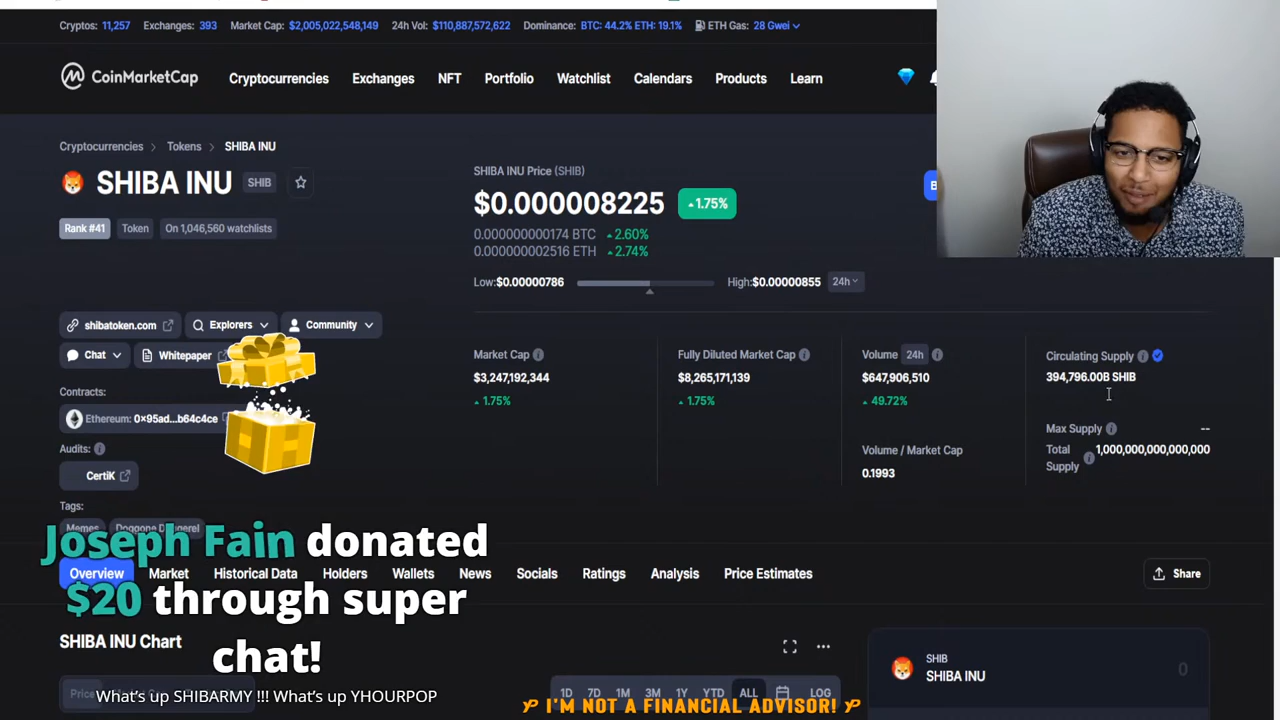 Cryptos: 11,257 Exchanges: 393 Market Cap: $2,005,022,548,149 24h Vol: $110,887,572,622 Dominance: BTC: 44.2% ETH: 19.1% ETH Gas: 28 Gwei
CoinMarketCap Cryptocurrencies Exchanges NFT Portfolio Watchlist Calendars Products Learn
Cryptocurrencies Tokens SHIBA INU
SHIBA INU SHIB
Rank #41 Token On 1,046,560 watchlists
SHIBA INU Price (SHIB)
$0.000008225 1.75%
0.000000000174 BTC 2.60%
0.000000002516 ETH 2.74%
Low:$0.00000786 High:$0.00000855 24h
B
shibatoken.com Explorers Community
Chat Whitepaper
Contracts:
Ethereum: 0x95ad...b64c4ce
Audits:
CertiK
Tags:
Memes Doggone Doggerel
Market Cap
$3,247,192,344
1.75%
Fully Diluted Market Cap
$8,265,171,139
1.75%
Volume 24h
$647,906,510
49.72%
Volume / Market Cap
0.1993
Circulating Supply
394,796.00B SHIB
Max Supply --
Total Supply 1,000,000,000,000,000
Joseph Fain donated
$20 through super
chat!
What's up SHIBARMY !!! What's up YHOURPOP
Overview Market Historical Data Holders Wallets News Socials Ratings Analysis Price Estimates Share
SHIBA INU Chart
Price
1D 7D 1M 3M 1Y YTD ALL LOG
SHIB
SHIBA INU
0
I'M NOT A FINANCIAL ADVISOR!